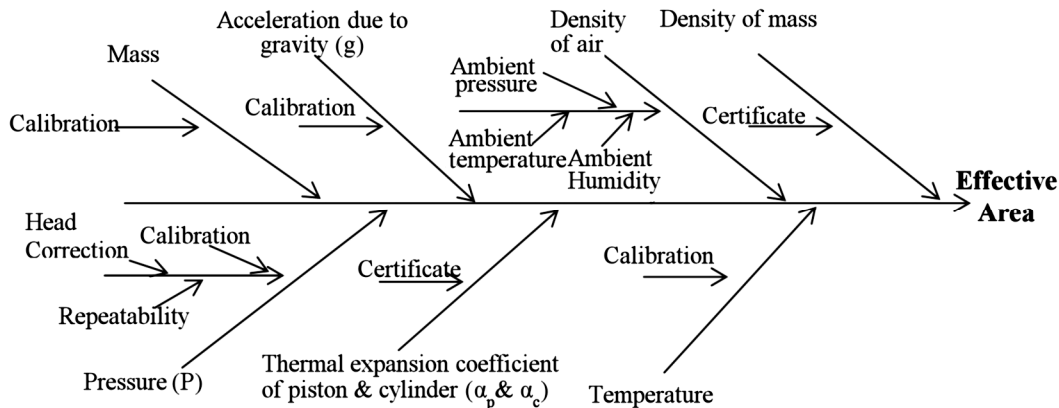 Acceleration due to
gravity (g)
Density
of air
Density of mass
Mass
Ambient
pressure
Calibration
Calibration
Certificate
Ambient
temperature
Ambient
Humidity
Effective
Area
Head
Correction
Calibration
Certificate
Calibration
Repeatability
Pressure (P)
Thermal expansion coefficient
of piston & cylinder (αp& αc)
Temperature